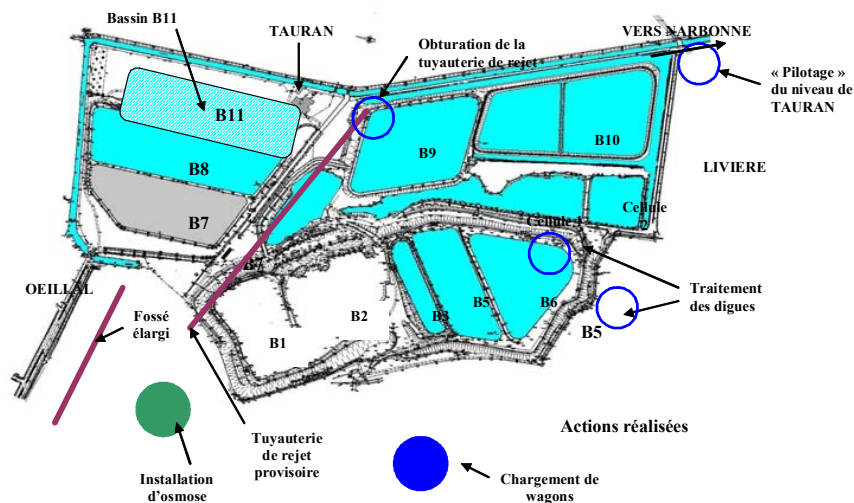 Bassin B11
TAURAN
Obturation de la
tuyauterie de rejet
VERS NARBONNE
« Pilotage »
du niveau de
TAURAN
B11
B10
B9
B8
LIVIERE
B7
Cellule
Cellule 1
OEILLAL
B7
Traitement
des digues
Fossé
élargi
B3
B5
B6
B5
B2
B1
Actions réalisées
Tuyauterie
de rejet
provisoire
Installation
d'osmose
Chargement de
wagons